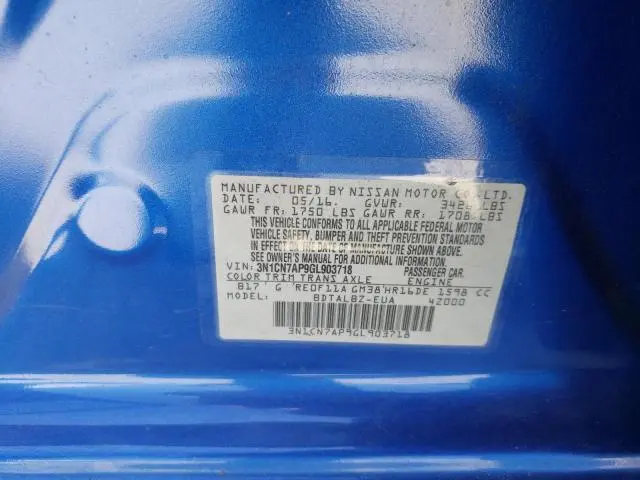 MANUFACTURED BY NISSAN MOTOR CO., LTD.
DATE: 05/16. GVWR: LBS
GAWR FR: 1750 LBS GAWR RR: LBS
THIS VEHICLE CONFORMS TO ALL APPLICABLE FEDERAL MOTOR
VEHICLE SAFETY, BUMPER AND THEFT PREVENTION STANDARDS
IN EFFECT ON THE DATE OF MANUFACTURE SHOWN ABOVE.
SEE OWNER'S MANUAL FOR ADDITIONAL INFORMATION.
VIN: 3N1CN7AP9GL903718 PASSENGER CAR.
COLOR TRIM TRANS AXLE ENGINE
B17 G RE0F11A GM38 HR16DE 1598 CC
MODEL: BDTALBZ-EUA 42000
3N1CN7AP9GL903718